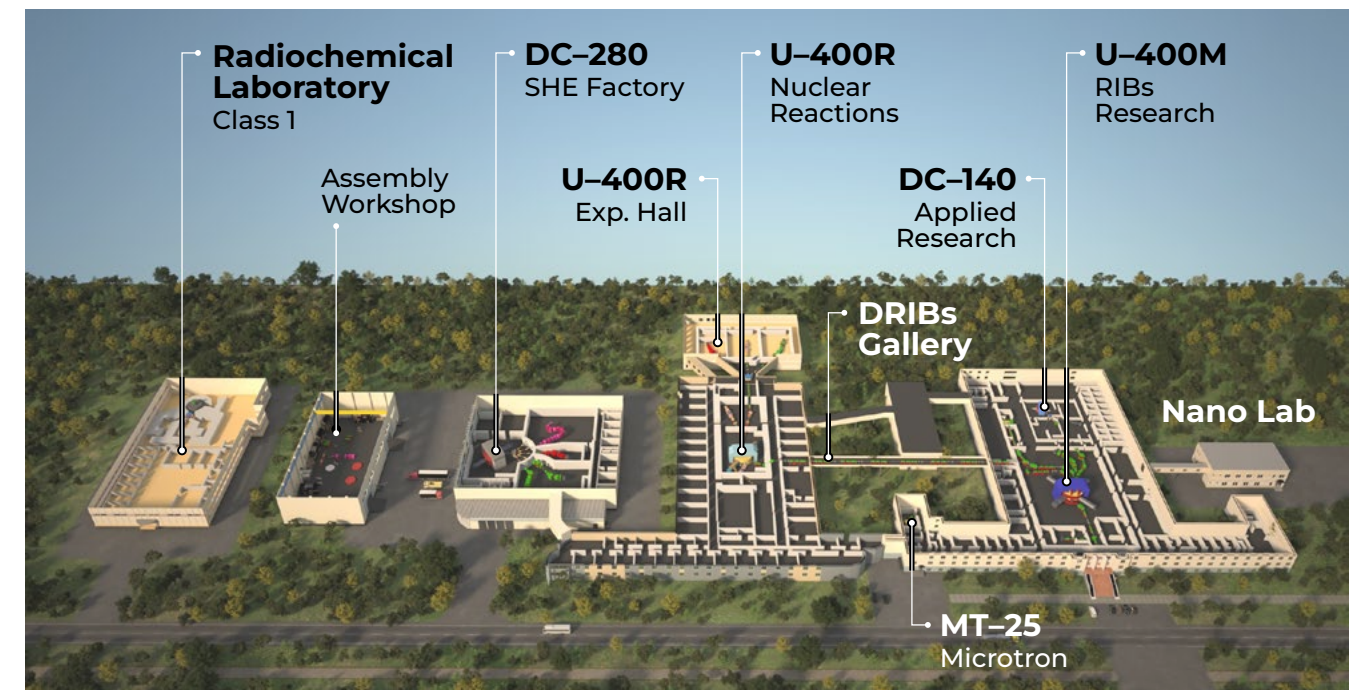 Radiochemical
Laboratory
Class 1
DC–280
SHE Factory
U–400R
Nuclear
Reactions
U–400M
RIBs
Research
Assembly
Workshop
U–400R
Exp. Hall
DC–140
Applied
Research
DRIBs
Gallery
Nano Lab
MT–25
Microtron